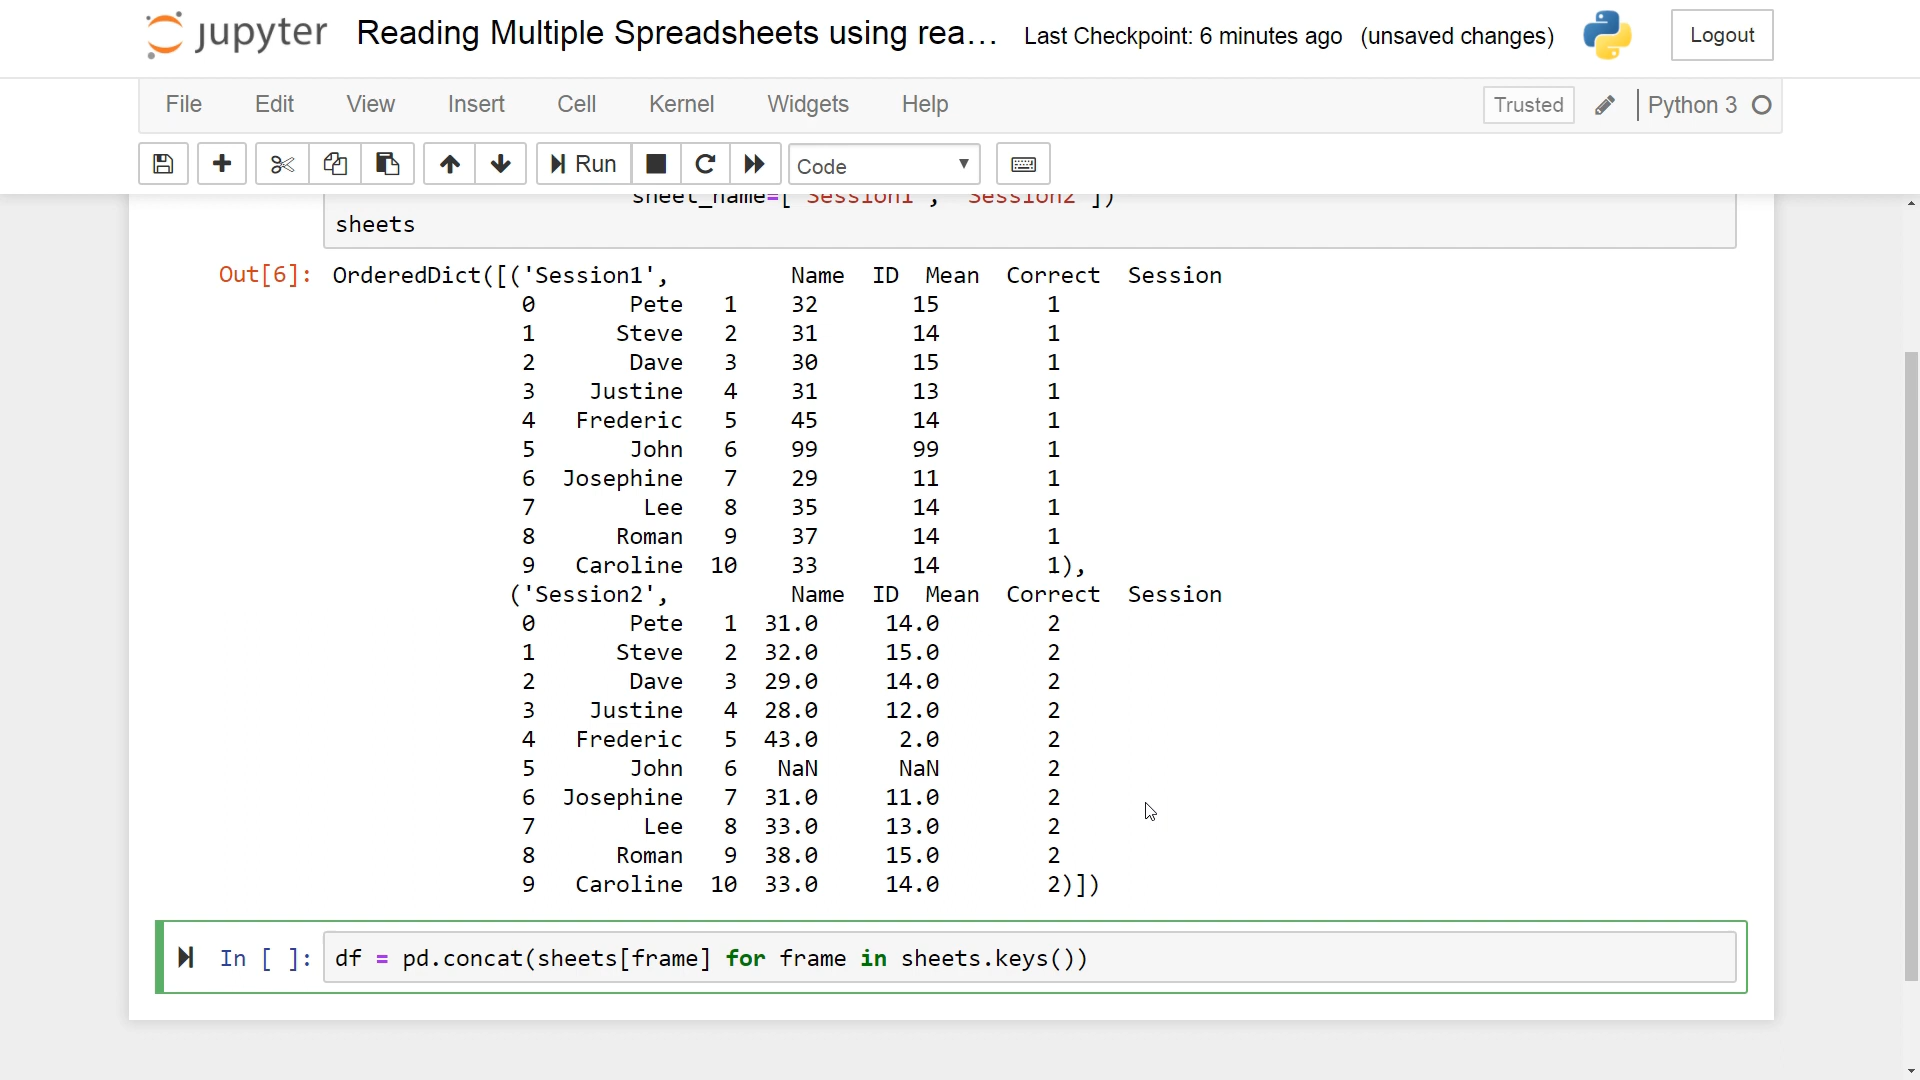 jupyter Reading Multiple Spreadsheets using rea... Last Checkpoint: 6 minutes ago (unsaved changes) Logout
File Edit View Insert Cell Kernel Widgets Help Trusted Python 3
Run Code
sheet_name=['Session1', 'Session2'])
sheets
Out[6]: OrderedDict([('Session1', Name ID Mean Correct Session
0 Pete 1 32 15 1
1 Steve 2 31 14 1
2 Dave 3 30 15 1
3 Justine 4 31 13 1
4 Frederic 5 45 14 1
5 John 6 99 99 1
6 Josephine 7 29 11 1
7 Lee 8 35 14 1
8 Roman 9 37 14 1
9 Caroline 10 33 14 1),
('Session2', Name ID Mean Correct Session
0 Pete 1 31.0 14.0 2
1 Steve 2 32.0 15.0 2
2 Dave 3 29.0 14.0 2
3 Justine 4 28.0 12.0 2
4 Frederic 5 43.0 2.0 2
5 John 6 NaN NaN 2
6 Josephine 7 31.0 11.0 2
7 Lee 8 33.0 13.0 2
8 Roman 9 38.0 15.0 2
9 Caroline 10 33.0 14.0 2)])
In [ ]: df = pd.concat(sheets[frame] for frame in sheets.keys())